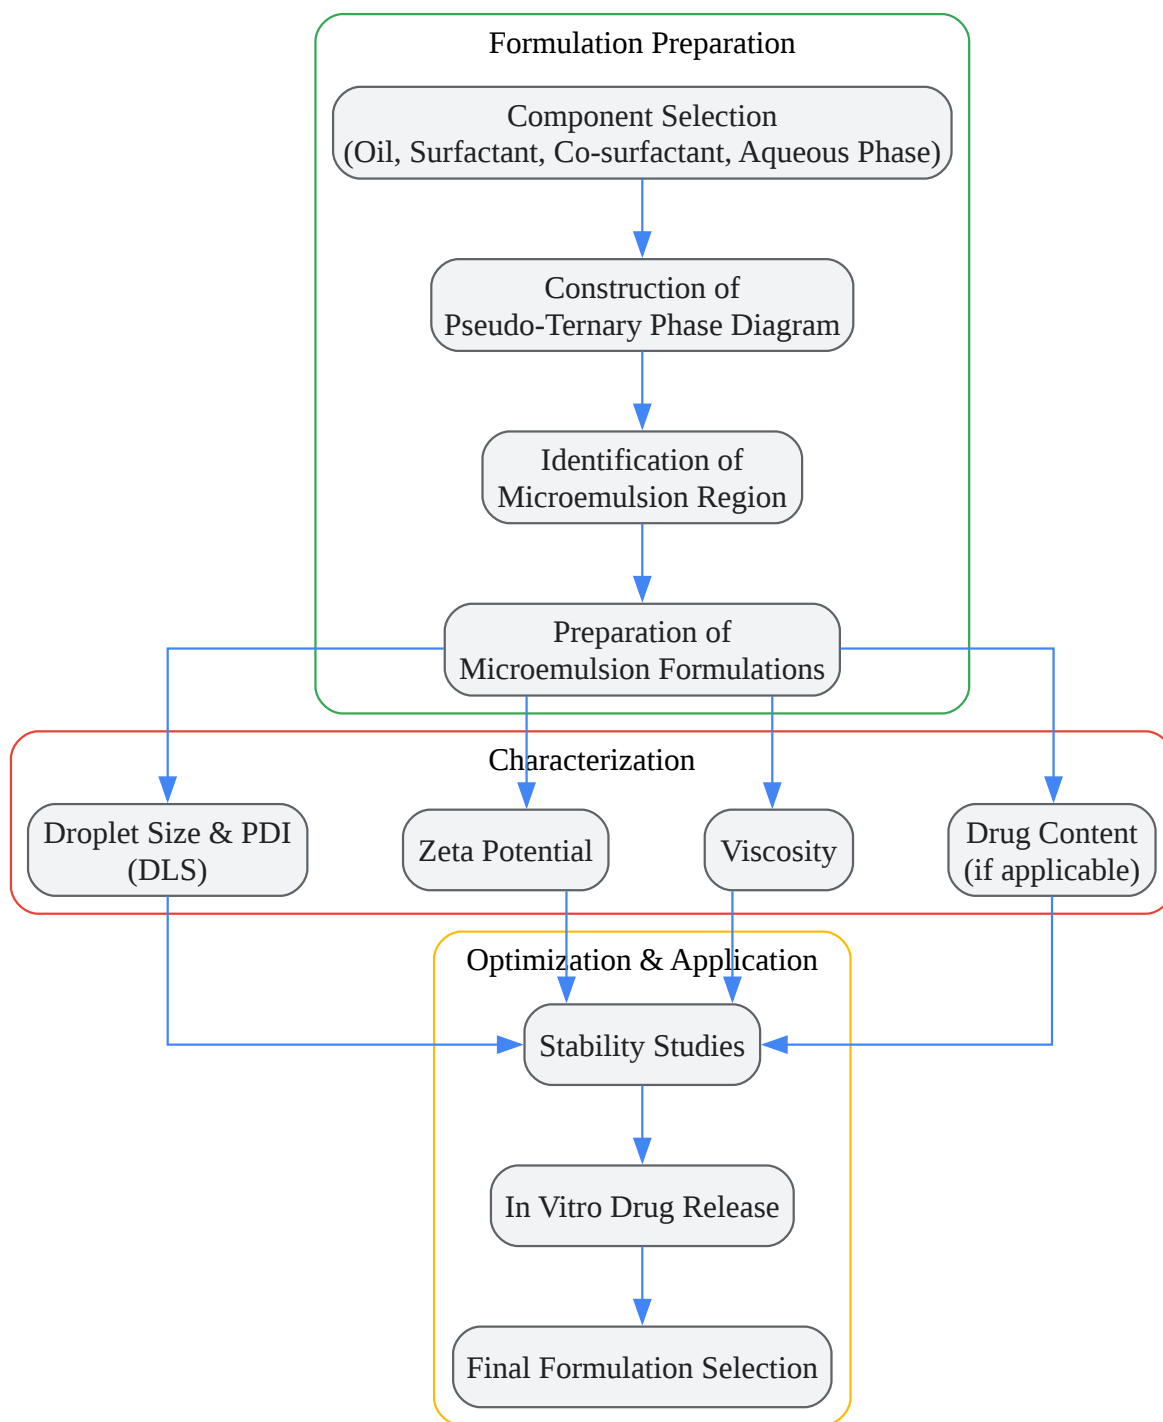 Formulation Preparation
Component Selection
(Oil, Surfactant, Co-surfactant, Aqueous Phase)
Construction of
Pseudo-Ternary Phase Diagram
Identification of
Microemulsion Region
Preparation of
Microemulsion Formulations
Characterization
Droplet Size & PDI
(DLS)
Zeta Potential
Viscosity
Drug Content
(if applicable)
Optimization & Application
Stability Studies
In Vitro Drug Release
Final Formulation Selection